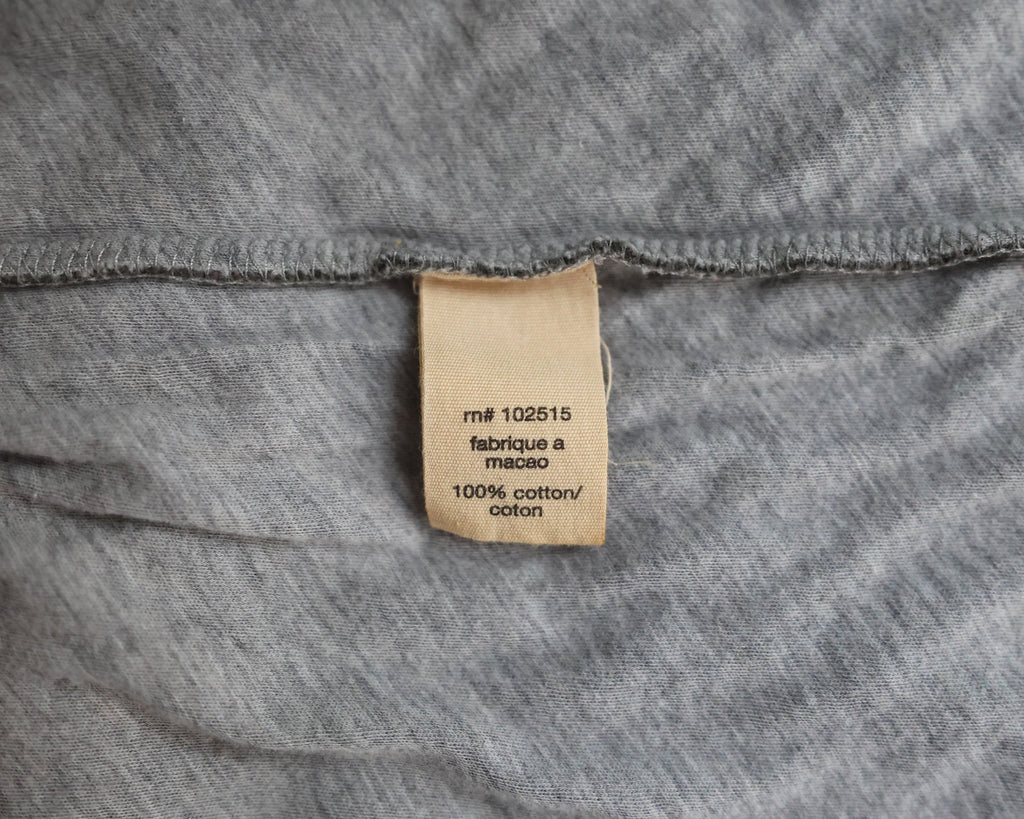 rn# 102515
fabrique a
macao
100% cotton/
coton